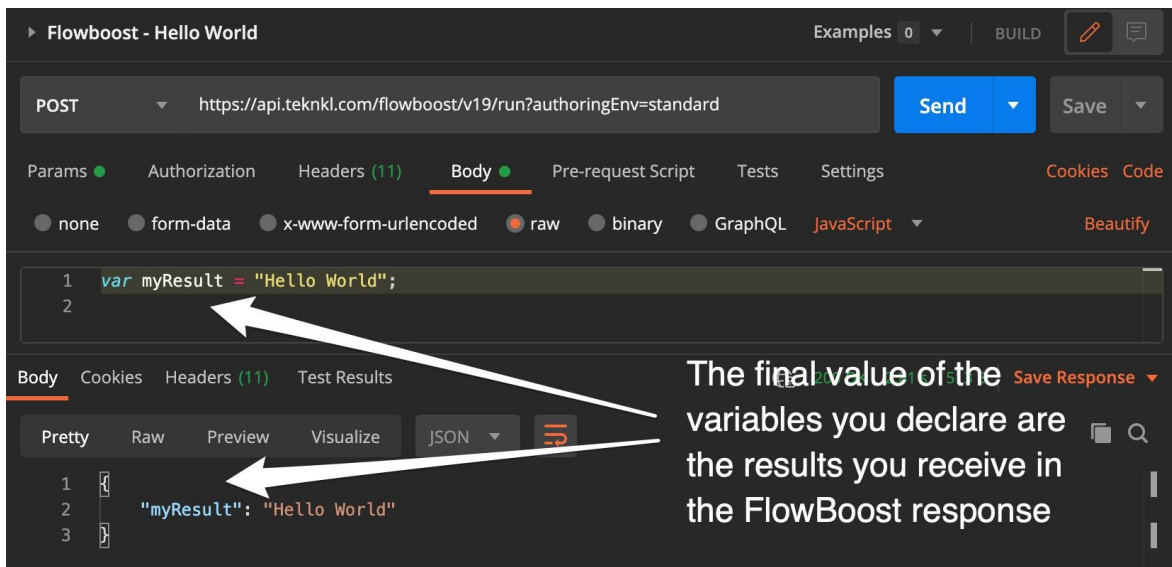 Flowboost - Hello World
Examples 0
BUILD
POST
https://api.teknkl.com/flowboost/v19/run?authoringEnv=standard
Send
Save
Params
Authorization
Headers (11)
Body
Pre-request Script
Tests
Settings
Cookies
Code
none
form-data
x-www-form-urlencoded
raw
binary
GraphQL
JavaScript
Beautify
1 var myResult = "Hello World";
2
Body
Cookies
Headers (11)
Test Results
Save Response
Pretty
Raw
Preview
Visualize
JSON
1 {
2 "myResult": "Hello World"
3 }
The final value of the
variables you declare are
the results you receive in
the FlowBoost response